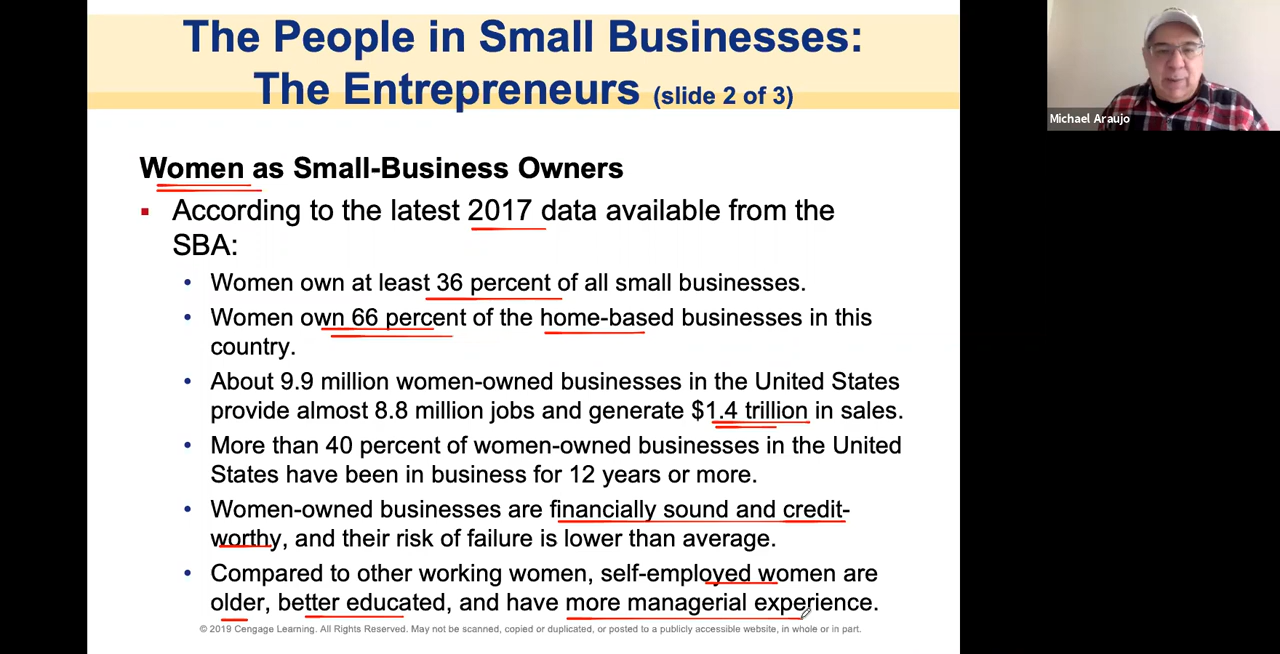 The People in Small Businesses:
The Entrepreneurs (slide 2 of 3)
Michael Araujo
Women as Small-Business Owners
▪ According to the latest 2017 data available from the
SBA:
• Women own at least 36 percent of all small businesses.
• Women own 66 percent of the home-based businesses in this
country.
• About 9.9 million women-owned businesses in the United States
provide almost 8.8 million jobs and generate $1.4 trillion in sales.
• More than 40 percent of women-owned businesses in the United
States have been in business for 12 years or more.
• Women-owned businesses are financially sound and credit-
worthy, and their risk of failure is lower than average.
• Compared to other working women, self-employed women are
older, better educated, and have more managerial experience.
© 2019 Cengage Learning. All Rights Reserved. May not be scanned, copied or duplicated, or posted to a publicly accessible website, in whole or in part.